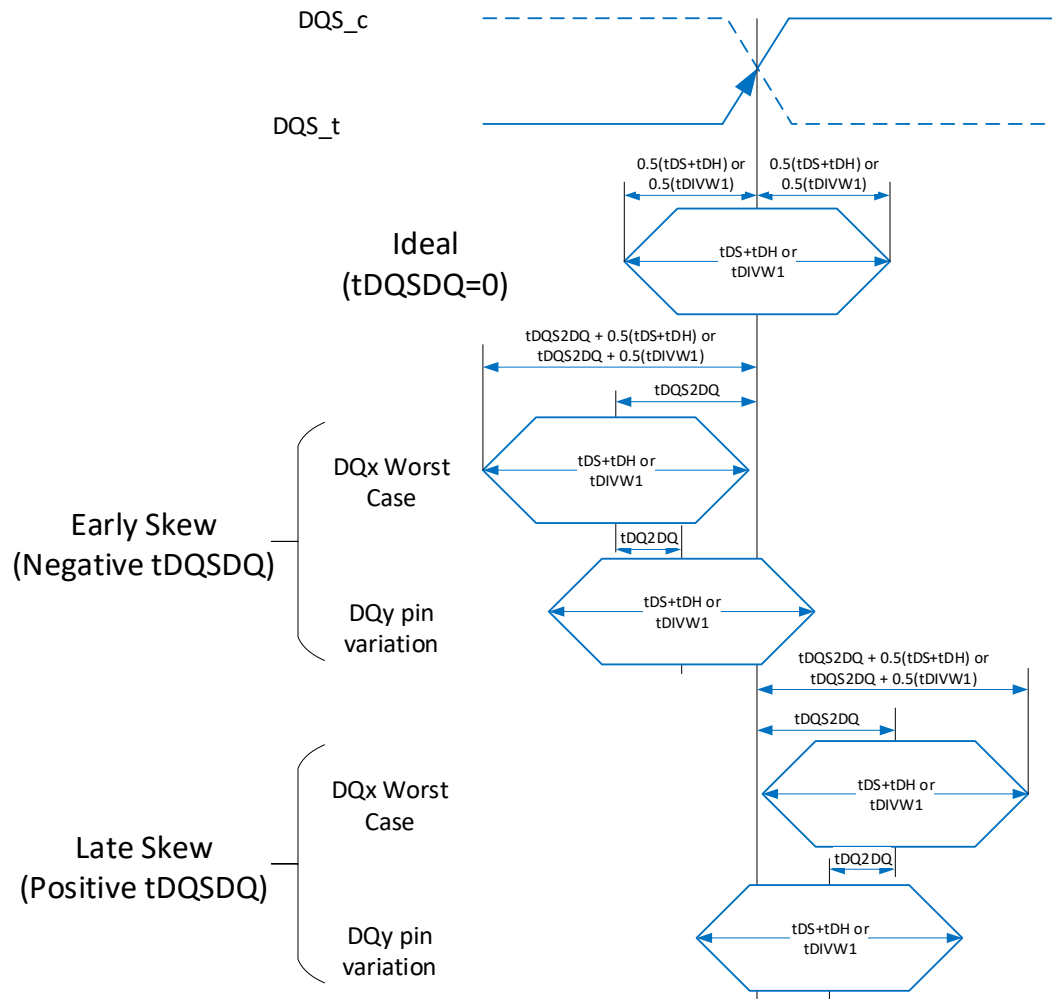 DQS_c
DQS_t
0.5(tDS+tDH) or
0.5(tDIVW1)
0.5(tDS+tDH) or
0.5(tDIVW1)
Ideal
(tDQSDQ=0)
tDS+tDH or
tDIVW1
tDQS2DQ + 0.5(tDS+tDH) or
tDQS2DQ + 0.5(tDIVW1)
tDQS2DQ
Early Skew
(Negative tDQSDQ)
DQx Worst
Case
tDS+tDH or
tDIVW1
tDQ2DQ
DQy pin
variation
tDS+tDH or
tDIVW1
tDQS2DQ + 0.5(tDS+tDH) or
tDQS2DQ + 0.5(tDIVW1)
tDQS2DQ
Late Skew
(Positive tDQSDQ)
DQx Worst
Case
tDS+tDH or
tDIVW1
tDQ2DQ
DQy pin
variation
tDS+tDH or
tDIVW1